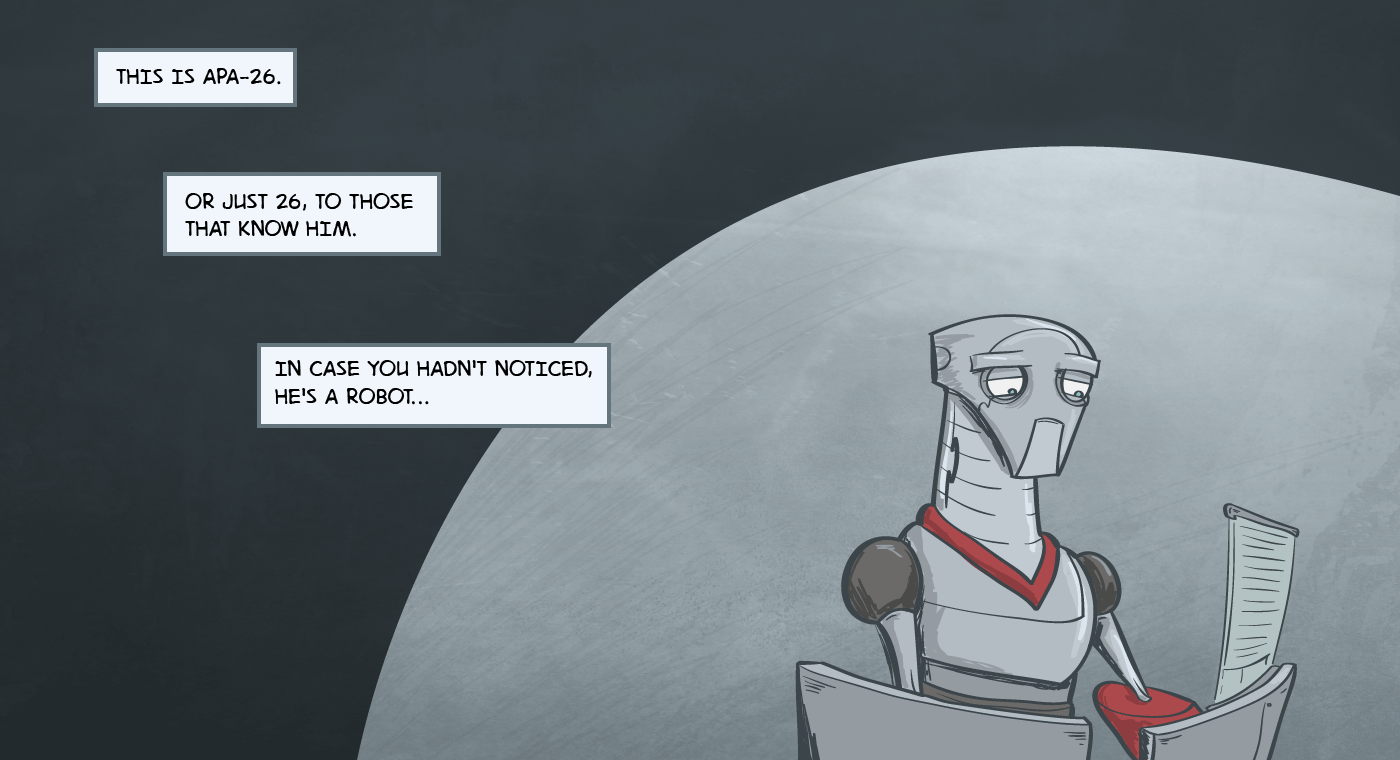 THIS IS APA-26.
OR JUST 26, TO THOSE
THAT KNOW HIM.
IN CASE YOU HADN'T NOTICED,
HE'S A ROBOT...